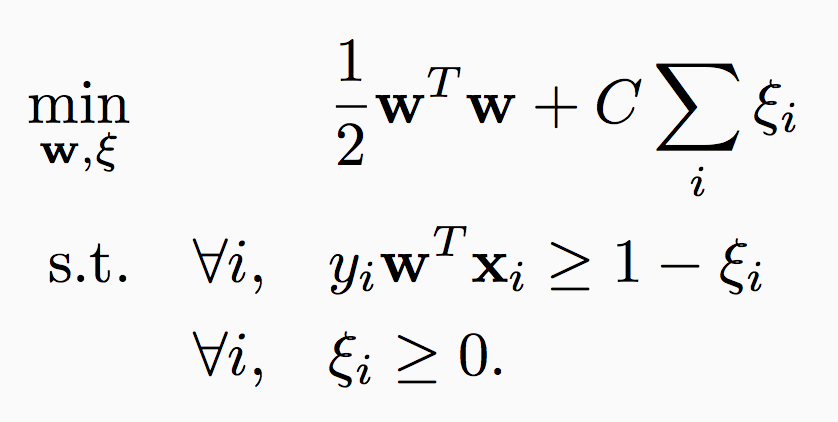 min_{𝐰,ξ} 1/2 𝐰^T 𝐰 + C ∑_i ξ_i
s.t. ∀i, y_i 𝐰^T 𝐱_i ≥ 1 − ξ_i
∀i, ξ_i ≥ 0.